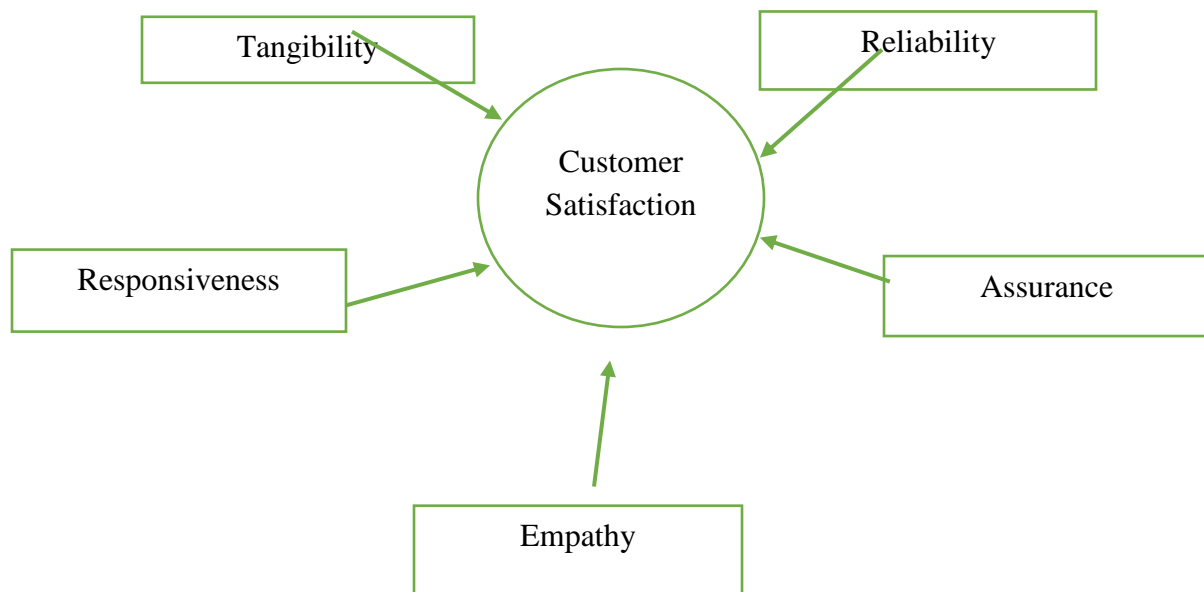 Tangibility
Reliability
Customer
Satisfaction
Responsiveness
Assurance
Empathy